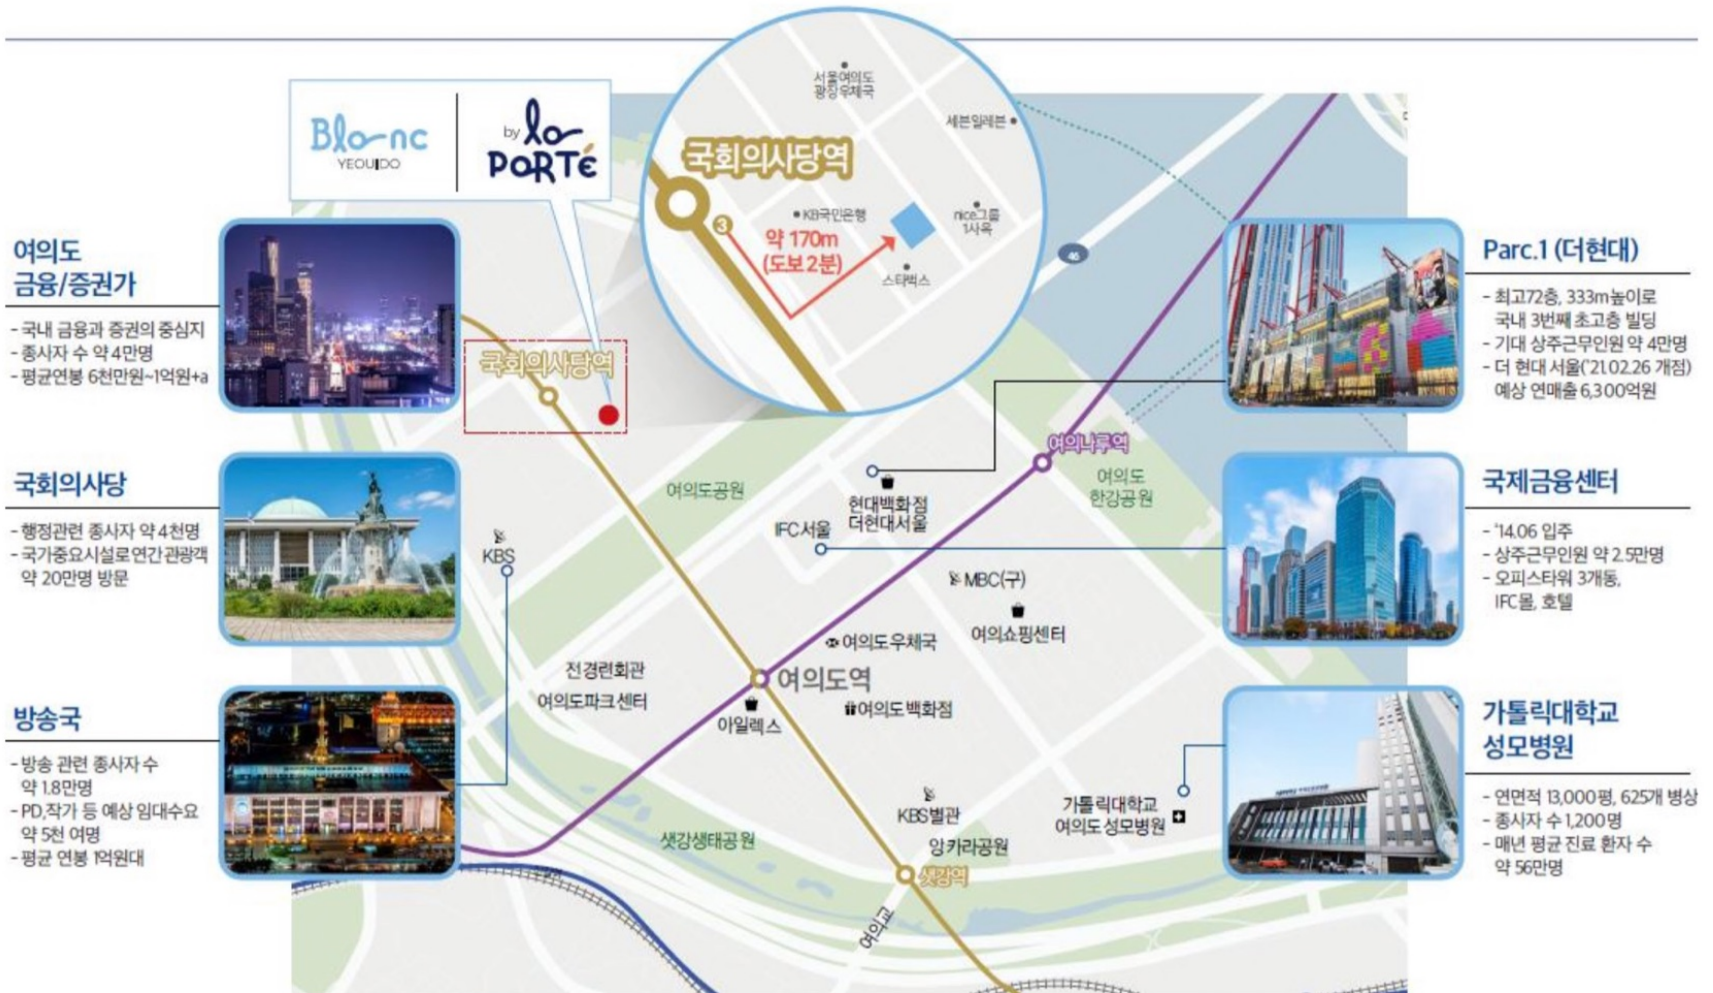 Blanc
YEOUIDO
by la
PORTÉ
서울여의도
광장우체국
세븐일레븐
국회의사당역
3
KB국민은행
nice그룹
1사옥
약 170m
(도보 2분)
스타벅스
46
여의도
금융/증권가
- 국내 금융과 증권의 중심지
- 종사자 수 약 4만명
- 평균연봉 6천만원~1억원+a
국회의사당
- 행정관련 종사자 약 4천명
- 국가중요시설로 연간 관광객
약 20만명 방문
방송국
- 방송 관련 종사자 수
약 1.8만명
- PD,작가 등 예상 임대수요
약 5천 여명
- 평균 연봉 1억원대
국회의사당역
여의도공원
KBS
IFC서울
현대백화점
더현대서울
여의나루역
여의도
한강공원
MBC(구)
여의쇼핑센터
여의도우체국
전경련회관
여의도파크센터
여의도역
아일렉스
여의도백화점
KBS별관
앙카라공원
샛강생태공원
샛강역
여의교
가톨릭대학교
여의도성모병원
Parc.1 (더현대)
- 최고72층, 333m높이로
국내 3번째 초고층 빌딩
- 기대 상주근무인원 약 4만명
- 더 현대 서울('21.02.26 개점)
예상 연매출 6,300억원
국제금융센터
- '14.06 입주
- 상주근무인원 약 2.5만명
- 오피스타워 3개동,
IFC몰, 호텔
가톨릭대학교
성모병원
- 연면적 13,000평, 625개 병상
- 종사자 수 1,200명
- 매년 평균 진료 환자 수
약 56만명